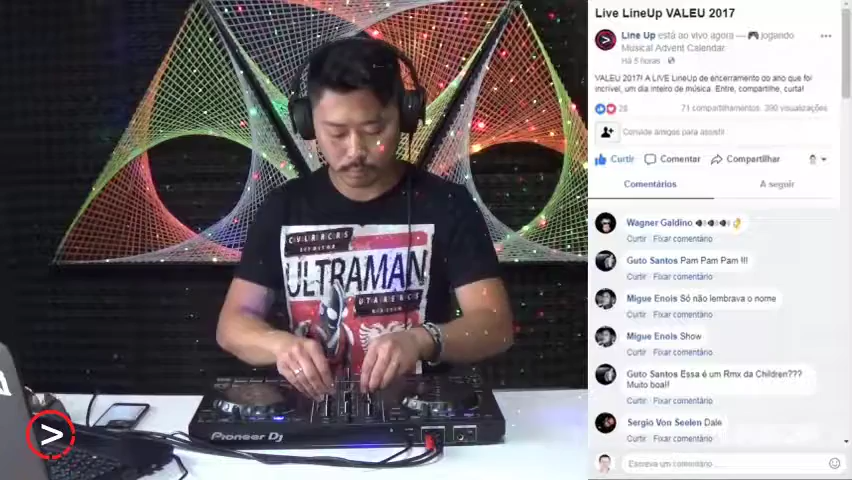 Live LineUp VALEU 2017
Line Up está ao vivo agora — jogando
Musical Advent Calendar.
Há 5 horas
VALEU 2017! A LIVE LineUp de encerramento do ano que foi
incrível, um dia inteiro de música. Entre, compartilhe, curta!
28
71 compartilhamentos 390 visualizações
Convide amigos para assistir
Curtir Comentar Compartilhar
Comentários A seguir
Wagner Galdino
Curtir Fixar comentário
Guto Santos Pam Pam Pam !!!
Curtir Fixar comentário
Migue Enois Só não lembrava o nome
Curtir Fixar comentário
Migue Enois Show
Curtir Fixar comentário
Guto Santos Essa é um Rmx da Children???
Muito boa!!
Curtir Fixar comentário
Sergio Von Seelen Dale
Curtir Fixar comentário
Escreva um comentário...
ULTRAMAN
Pioneer Dj